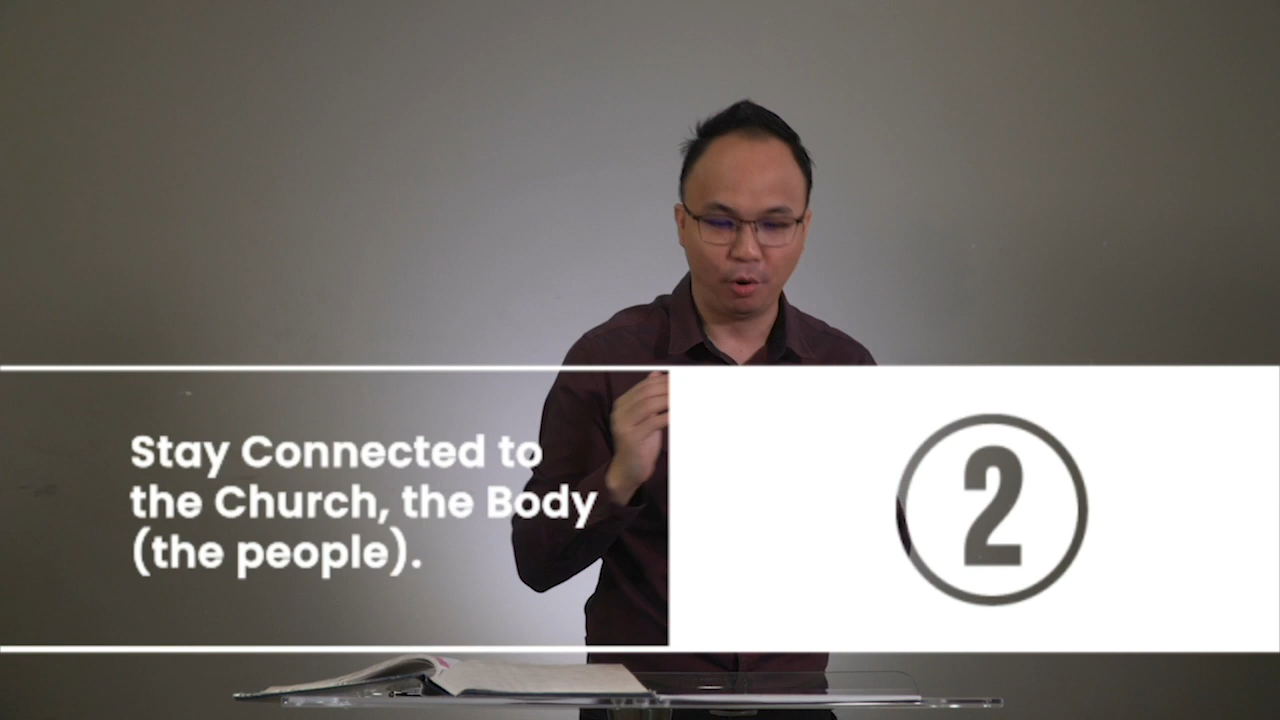 Stay Connected to
the Church, the Body
(the people).
2